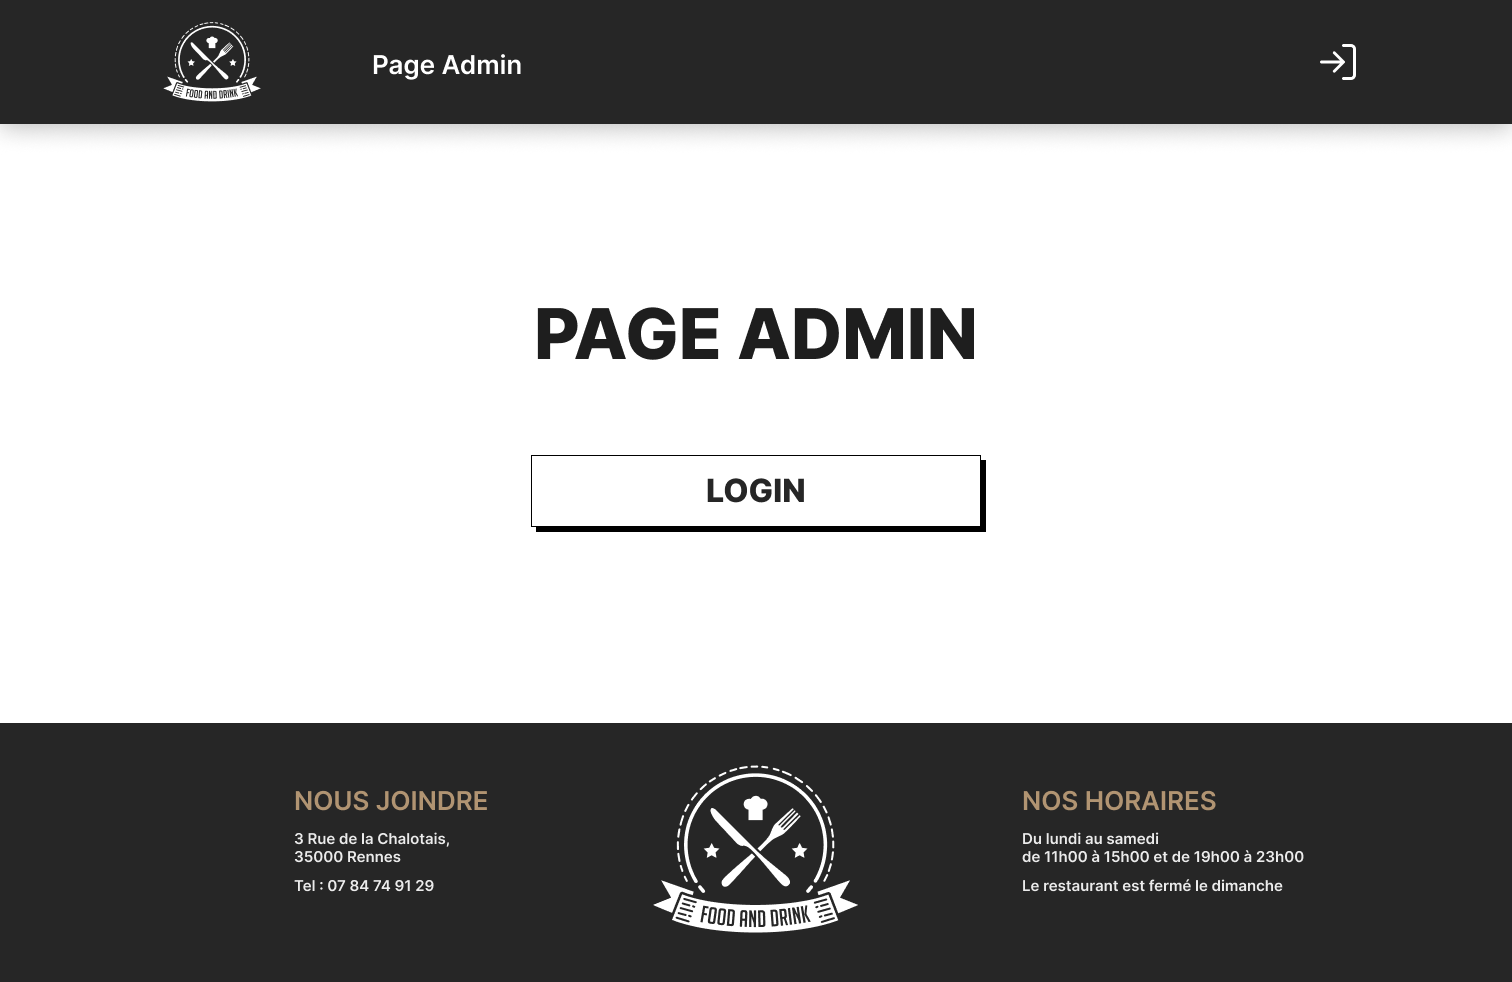 FOOD AND DRINK
Page Admin
PAGE ADMIN
LOGIN
NOUS JOINDRE
3 Rue de la Chalotais,
35000 Rennes
Tel : 07 84 74 91 29
FOOD AND DRINK
NOS HORAIRES
Du lundi au samedi
de 11h00 à 15h00 et de 19h00 à 23h00
Le restaurant est fermé le dimanche